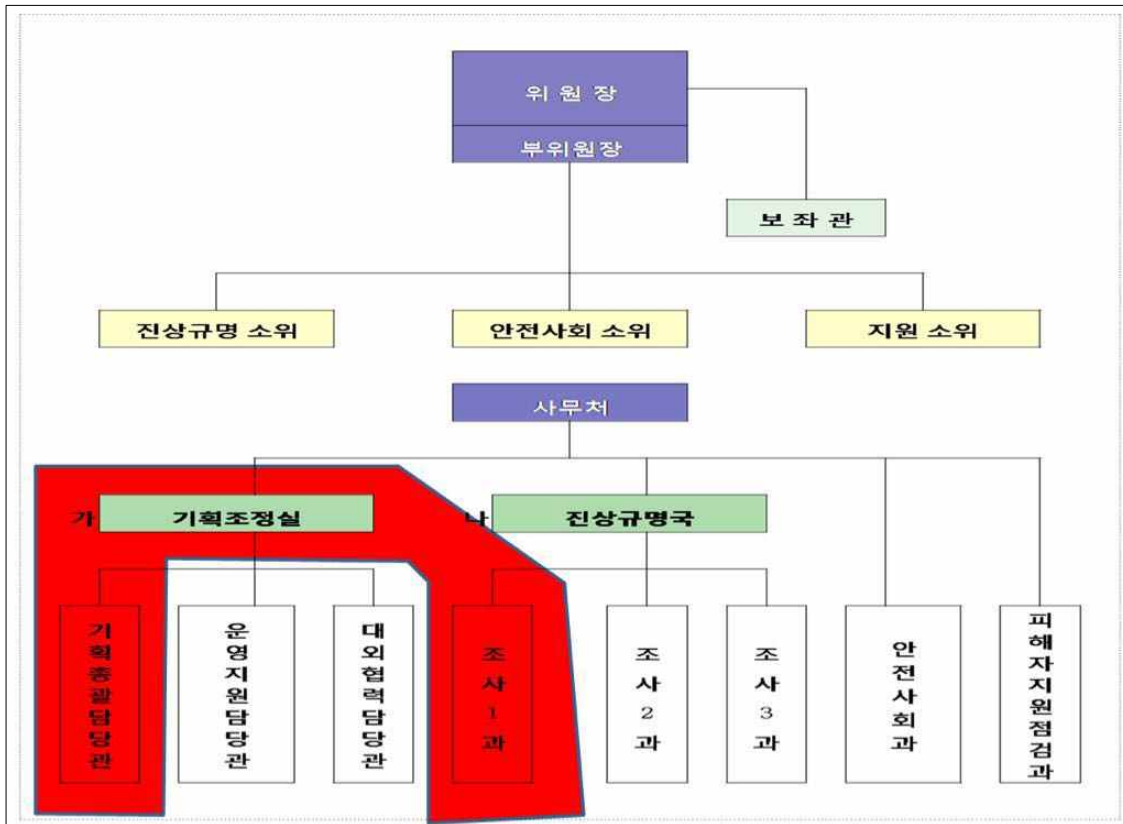 위 원 장
부위원장
보 좌 관
진상규명 소위
안전사회 소위
지원 소위
사무처
가
기획조정실
나
진상규명국
기획총괄담당관
운영지원담당관
대외협력담당관
조사1과
조사2과
조사3과
안전사회과
피해자지원점검과